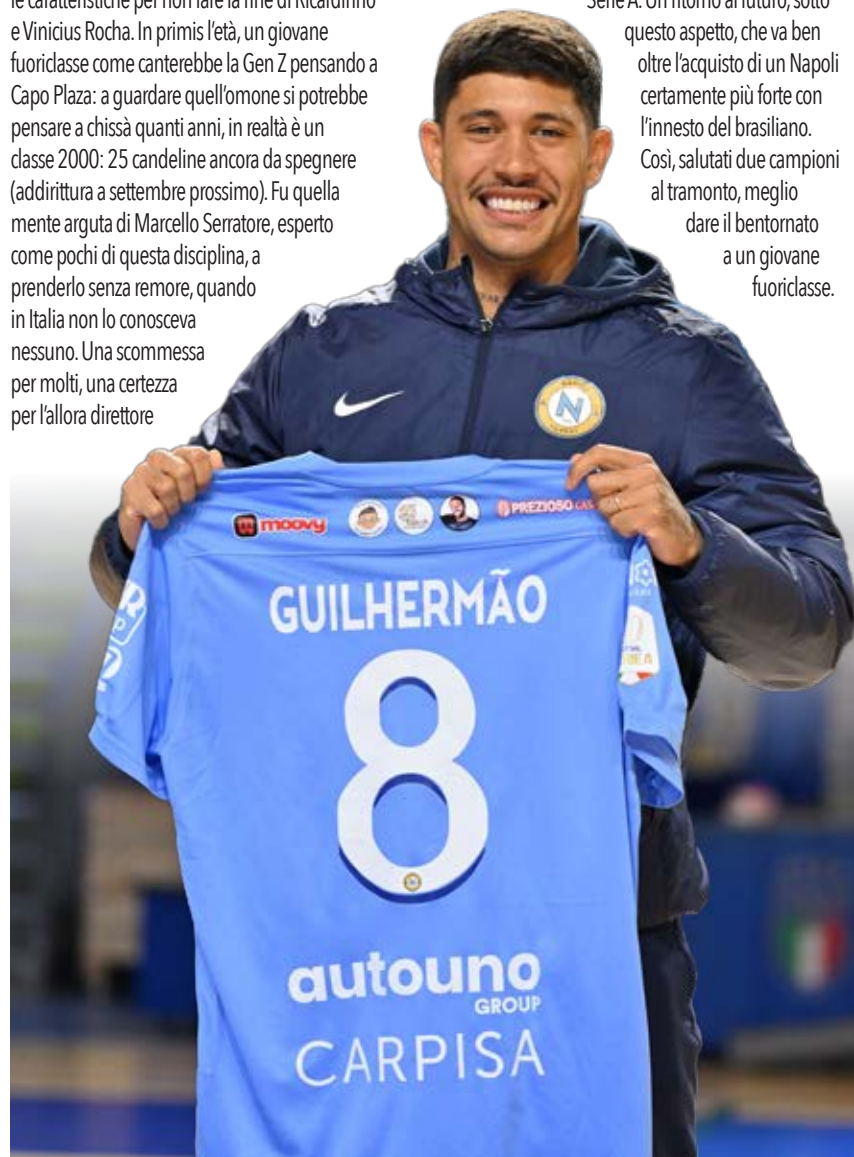 le caratteristiche per non fare la fine di Ricardinho
e Vinicius Rocha. In primis l'età, un giovane
fuoriclasse come canterebbe la Gen Z pensando a
Capo Plaza: a guardare quell'omone si potrebbe
pensare a chissà quanti anni, in realtà è un
classe 2000: 25 candeline ancora da spegnere
(addirittura a settembre prossimo). Fu quella
mente arguta di Marcello Serratore, esperto
come pochi di questa disciplina, a
prenderlo senza remore, quando
in Italia non lo conosceva
nessuno. Una scommessa
per molti, una certezza
per l'allora direttore
Serie A. Un ritorno al futuro, sotto
questo aspetto, che va ben
oltre l'acquisto di un Napoli
certamente più forte con
l'innesto del brasiliano.
Così, salutati due campioni
al tramonto, meglio
dare il bentornato
a un giovane
fuoriclasse.
N
moovy
PREZIOSO
GUILHERMÃO
8
autouno
GROUP
CARPISA